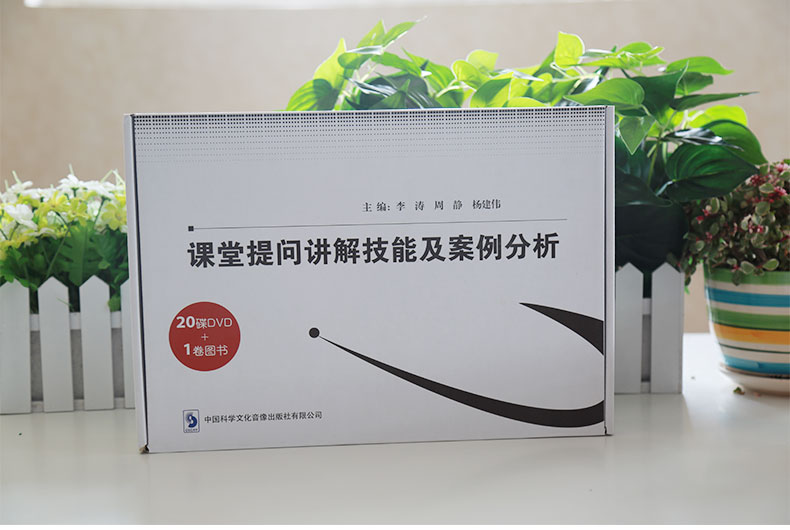 主 编: 李 涛 周 静 杨建伟
课堂提问讲解技能及案例分析
20碟DVD
+
1卷图书
中国科学文化音像出版社有限公司